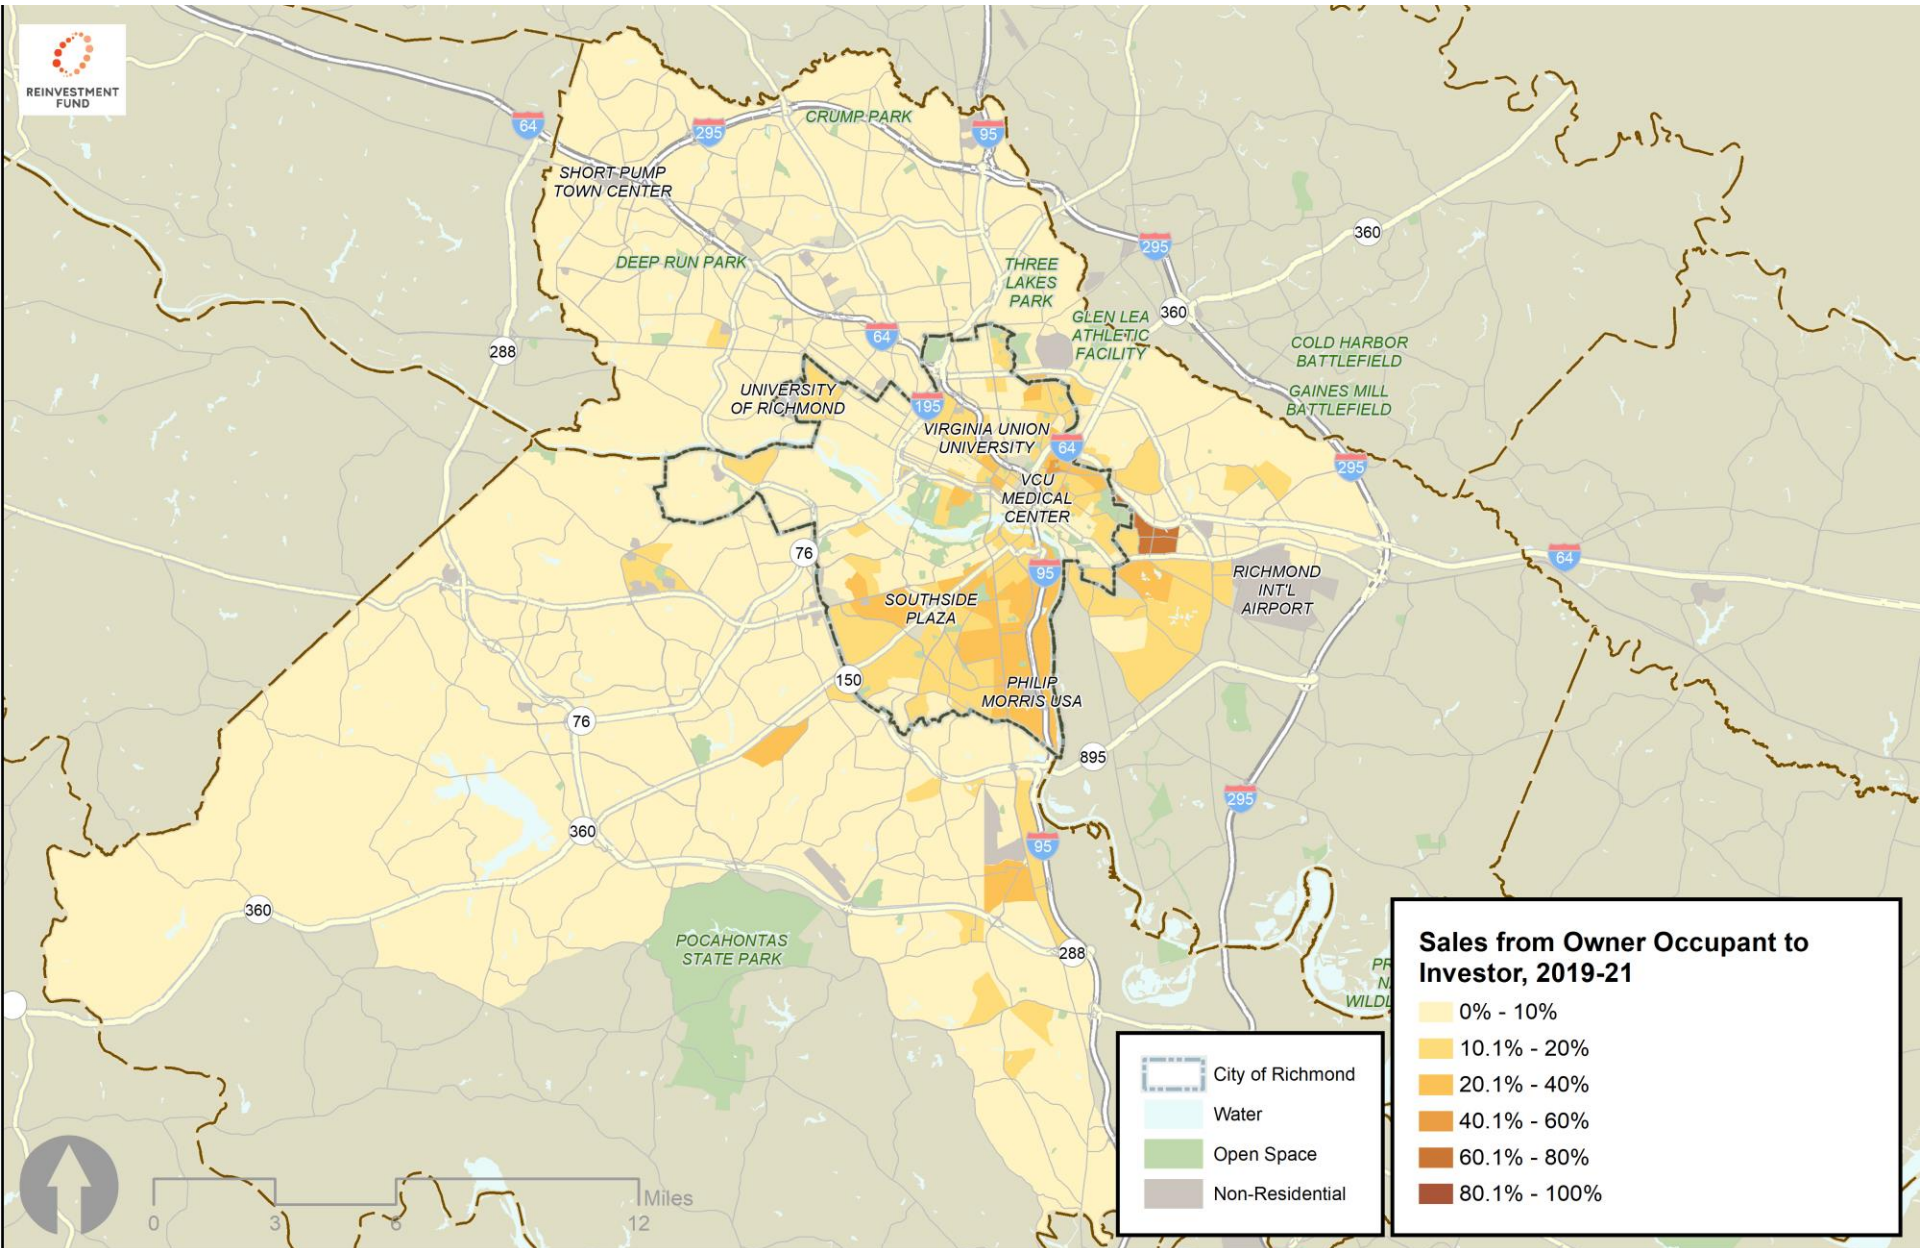 REINVESTMENT
FUND
64
295
CRUMP PARK
95
SHORT PUMP
TOWN CENTER
360
295
DEEP RUN PARK
THREE
LAKES
PARK
360
GLEN LEA
ATHLETIC
FACILITY
64
288
COLD HARBOR
BATTLEFIELD
UNIVERSITY
OF RICHMOND
195
GAINES MILL
BATTLEFIELD
VIRGINIA UNION
UNIVERSITY
64
295
VCU
MEDICAL
CENTER
76
95
64
RICHMOND
INT'L
AIRPORT
SOUTHSIDE
PLAZA
150
PHILIP
MORRIS USA
76
895
295
360
95
360
POCAHONTAS
STATE PARK
288
PR
N
WILDL
Sales from Owner Occupant to
Investor, 2019-21
0% - 10%
10.1% - 20%
20.1% - 40%
40.1% - 60%
60.1% - 80%
80.1% - 100%
City of Richmond
Water
Open Space
Non-Residential
0 3 6 12 Miles